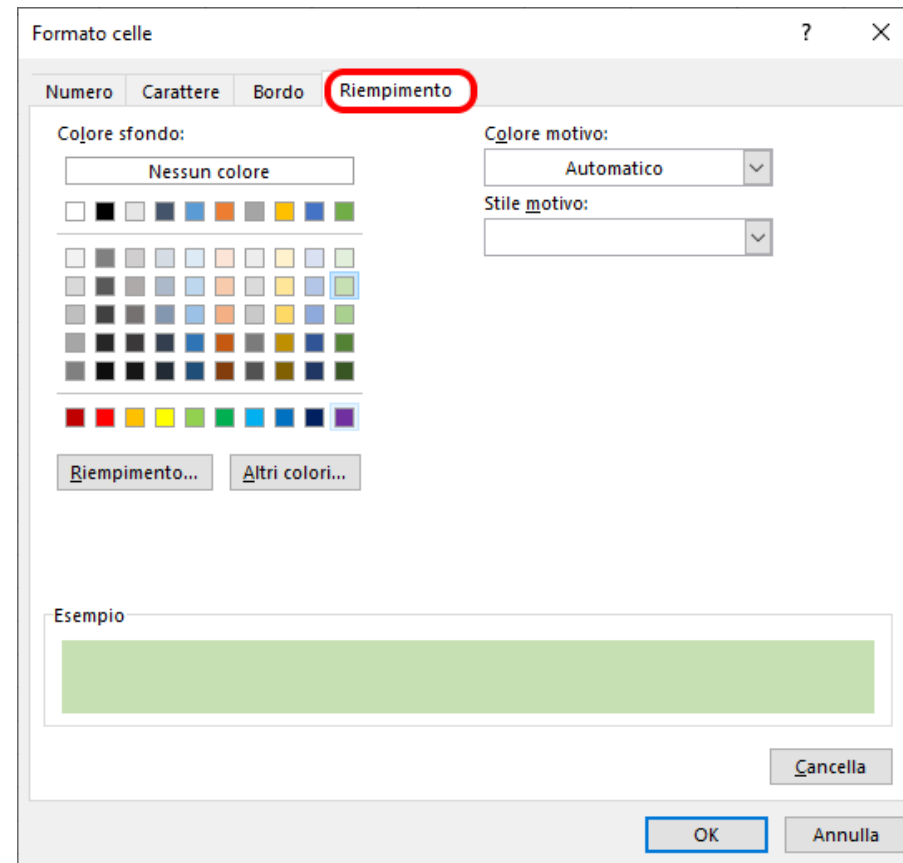 Formato celle
?
Numero Carattere Bordo Riempimento
Colore sfondo:
Nessun colore
Colore motivo:
Automatico
Stile motivo:
Riempimento...
Altri colori...
Esempio
Cancella
OK
Annulla